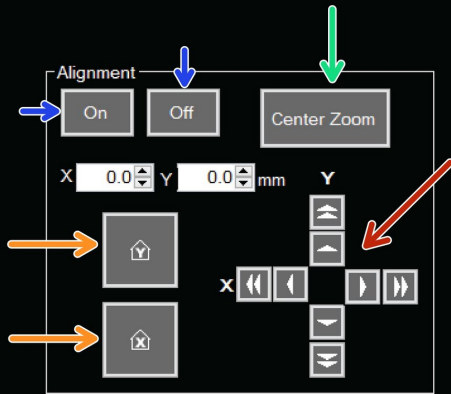 Alignment
On Off Center Zoom
X 0.0 Y 0.0 mm Y
Y
X
X